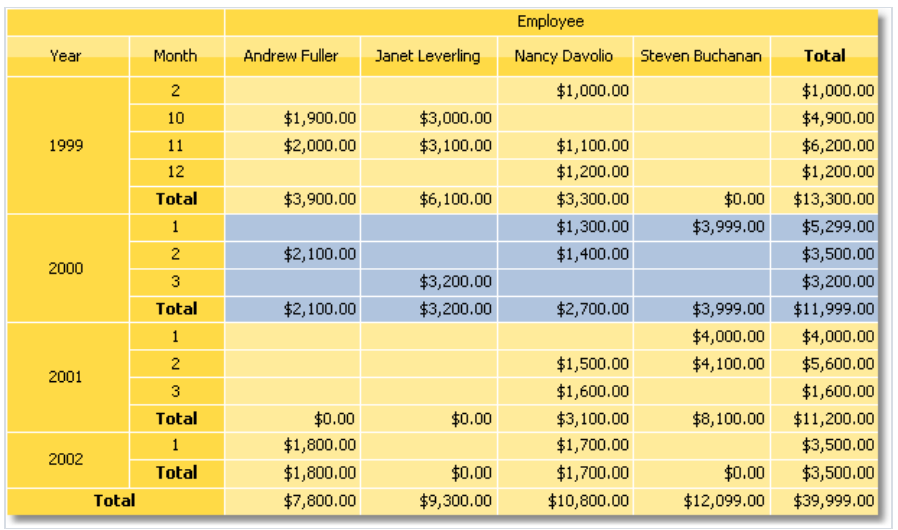 Employee
Year Month Andrew Fuller Janet Leverling Nancy Davolio Steven Buchanan Total
1999 2 $1,000.00 $1,000.00
10 $1,900.00 $3,000.00 $4,900.00
11 $2,000.00 $3,100.00 $1,100.00 $6,200.00
12 $1,200.00 $1,200.00
Total $3,900.00 $6,100.00 $3,300.00 $0.00 $13,300.00
2000 1 $1,300.00 $3,999.00 $5,299.00
2 $2,100.00 $1,400.00 $3,500.00
3 $3,200.00 $3,200.00
Total $2,100.00 $3,200.00 $2,700.00 $3,999.00 $11,999.00
2001 1 $4,000.00 $4,000.00
2 $1,500.00 $4,100.00 $5,600.00
3 $1,600.00 $1,600.00
Total $0.00 $0.00 $3,100.00 $8,100.00 $11,200.00
2002 1 $1,800.00 $1,700.00 $3,500.00
Total $1,800.00 $0.00 $1,700.00 $0.00 $3,500.00
Total $7,800.00 $9,300.00 $10,800.00 $12,099.00 $39,999.00